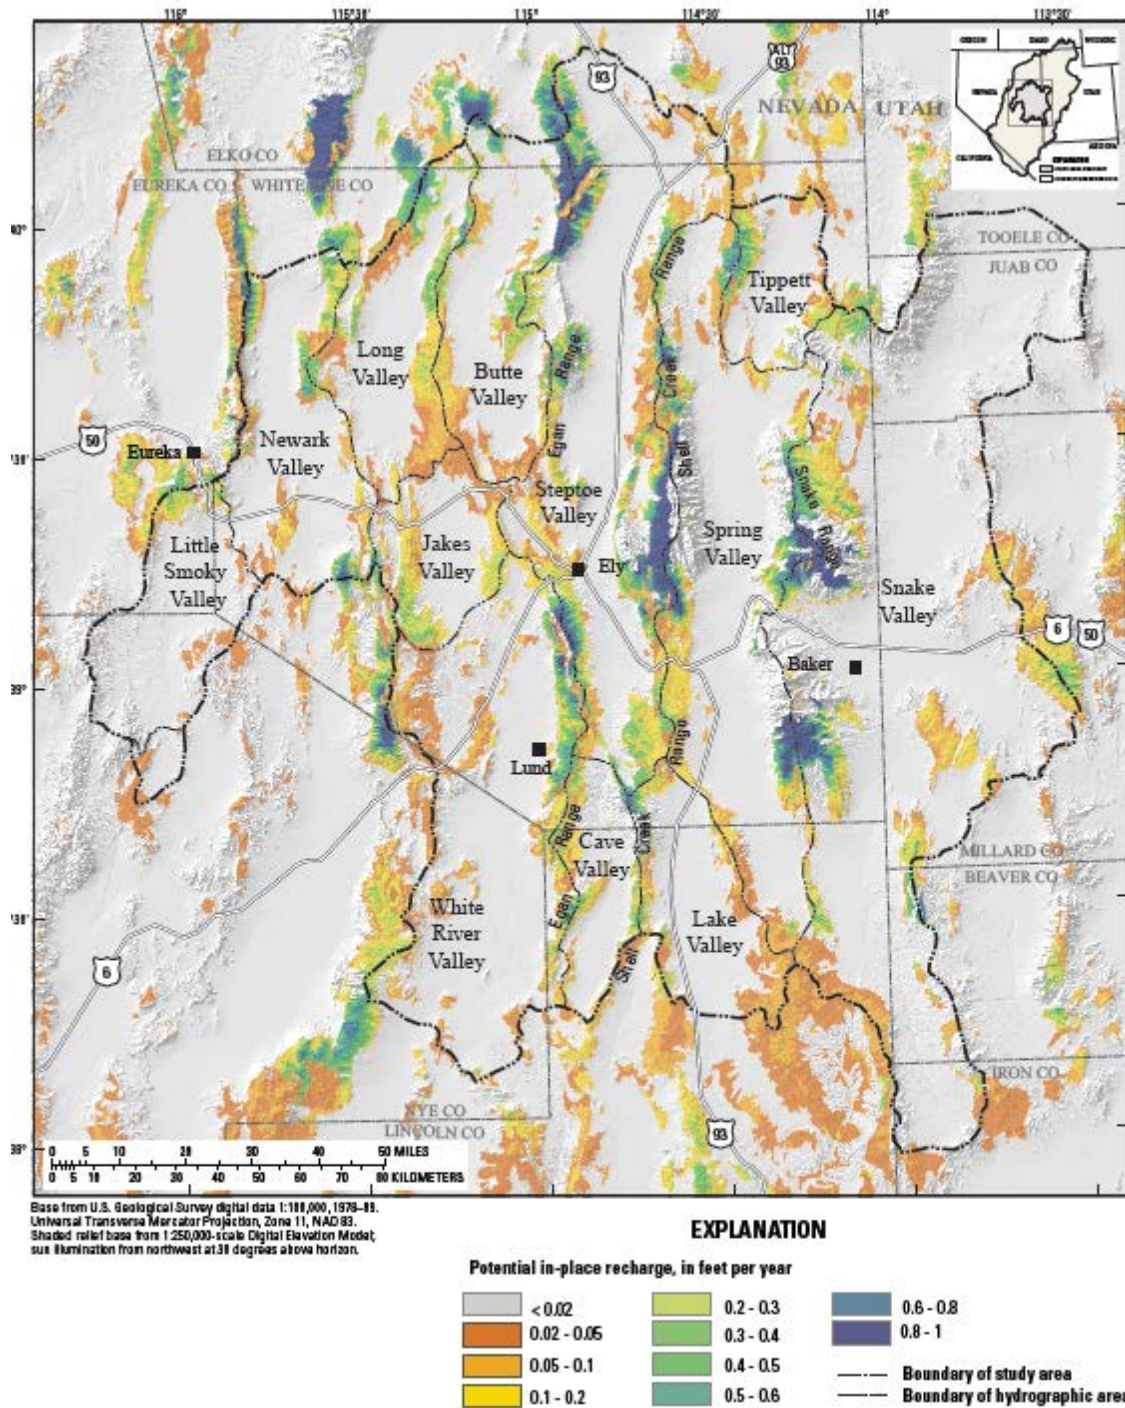 116°
115°30'
115°
114°30'
114°
113°30'
93
ALT
93
NEVADA
UTAH
NEVADA
UTAH
CALIFORNIA
ELKO CO
EUREKA CO
WHITE PINE CO
TOOELE CO
JUAB CO
Range
Tippett
Valley
Long
Valley
Butte
Valley
Range
Egan
Creek
Shell
50
Eureka
Newark
Valley
Steptoe
Valley
Snake
Range
Little
Smoky
Valley
Jakes
Valley
Ely
Spring
Valley
Snake
Valley
6
50
Baker
Lund
Range
Range
Cave
Valley
Creek
MILLARD CO
BEAVER CO
White
River
Valley
Egan
Shell
Lake
Valley
6
IRON CO
NYE CO
LINCOLN CO
93
0 5 10 20 30 40 50 MILES
0 5 10 20 30 40 50 60 70 80 KILOMETERS
Base from U.S. Geological Survey digital data 1:100,000, 1978–89.
Universal Transverse Mercator Projection, Zone 11, NAD 83.
Shaded relief base from 1:250,000-scale Digital Elevation Model;
sun illumination from northwest at 30 degrees above horizon.
EXPLANATION
Potential in-place recharge, in feet per year
< 0.02
0.02 - 0.05
0.05 - 0.1
0.1 - 0.2
0.2 - 0.3
0.3 - 0.4
0.4 - 0.5
0.5 - 0.6
0.6 - 0.8
0.8 - 1
Boundary of study area
Boundary of hydrographic area